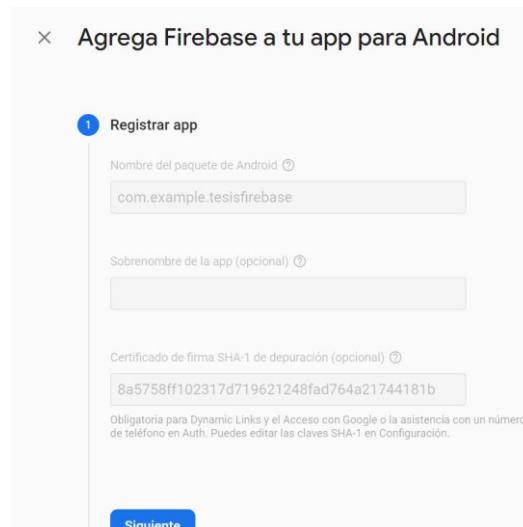 × Agrega Firebase a tu app para Android
1 Registrar app
Nombre del paquete de Android ?
com.example.tesisfirebase
Sobrenombre de la app (opcional) ?
Certificado de firma SHA-1 de depuración (opcional) ?
8a5758ff102317d719621248fad764a21744181b
Obligatoria para Dynamic Links y el Acceso con Google o la asistencia con un número
de teléfono en Auth. Puedes editar las claves SHA-1 en Configuración.
Siguiente